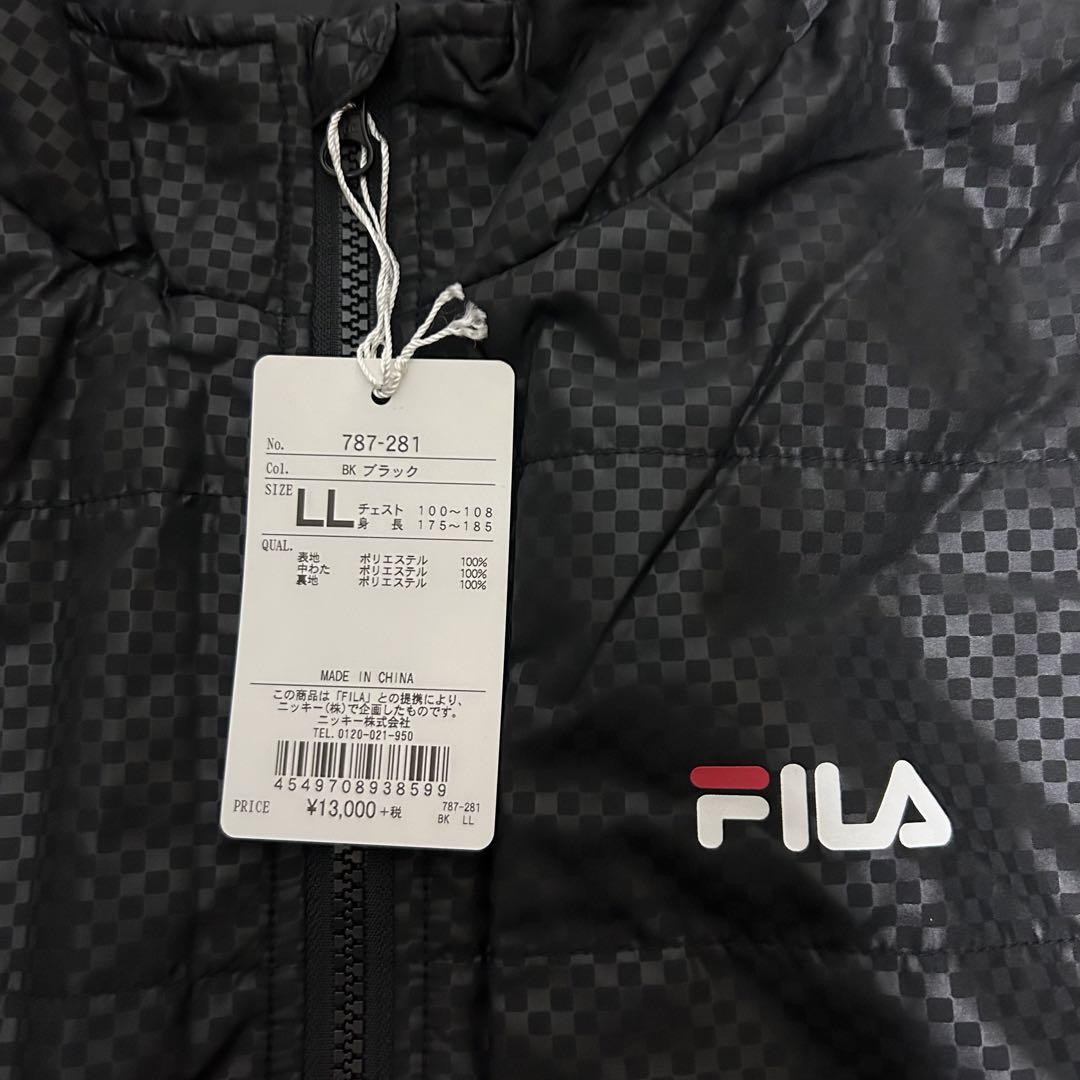 No. 787-281
Col. BK ブラック
SIZE LL チェスト 100～108
身 長 175～185
QUAL.
表地 ポリエステル 100%
中わた ポリエステル 100%
裏地 ポリエステル 100%
MADE IN CHINA
この商品は「FILA」との提携により、
ニッキー(株)で企画したものです。
ニッキー株式会社
TEL.0120-021-950
4549708938599
PRICE ¥13,000+税
787-281
BK LL
FILA